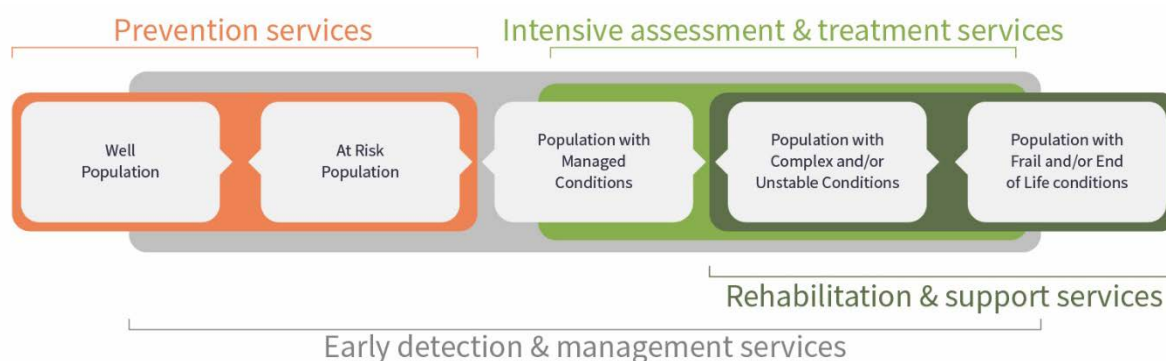 Prevention services
Intensive assessment & treatment services
Well
Population
At Risk
Population
Population with
Managed
Conditions
Population with
Complex and/or
Unstable Conditions
Population with
Frail and/or End
of Life conditions
Rehabilitation & support services
Early detection & management services